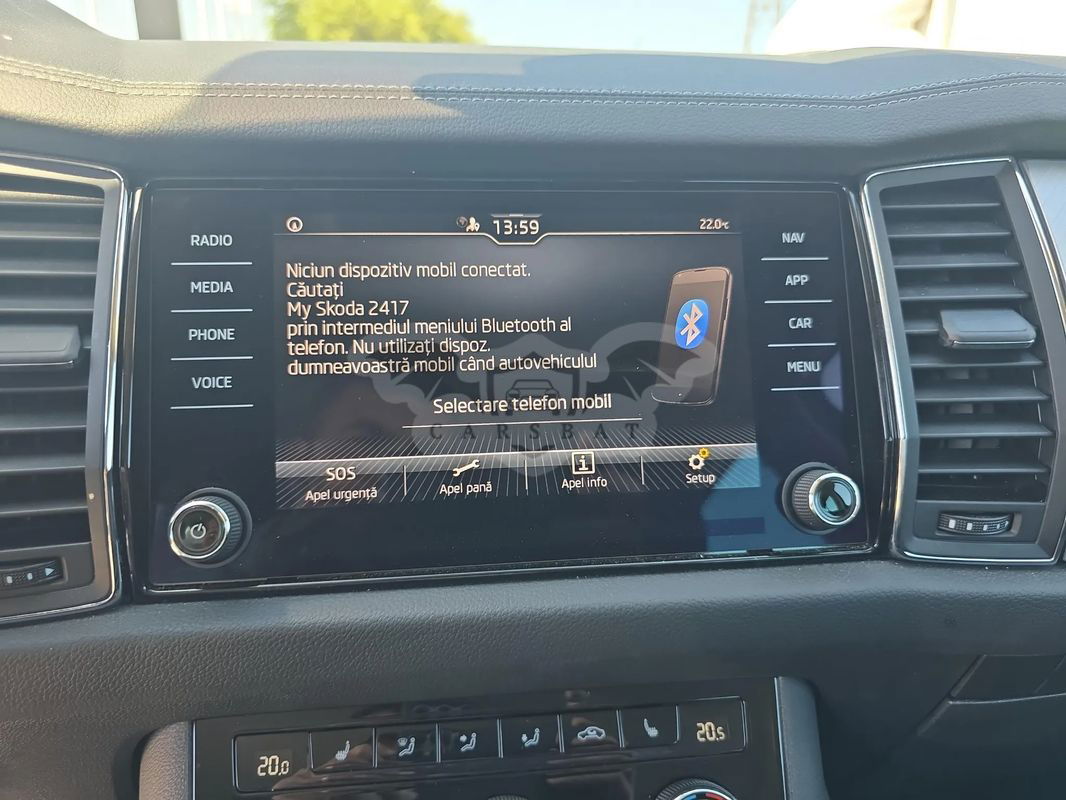 13:59
22.0°C
RADIO
MEDIA
PHONE
VOICE
Niciun dispozitiv mobil conectat.
Căutați
My Skoda 2417
prin intermediul meniului Bluetooth al
telefon. Nu utilizați dispoz.
dumneavoastră mobil când autovehiculul
Selectare telefon mobil
SOS
Apel urgență
Apel pană
i
Apel info
Setup
NAV
APP
CAR
MENU
CARSBAT
20.0
20.5